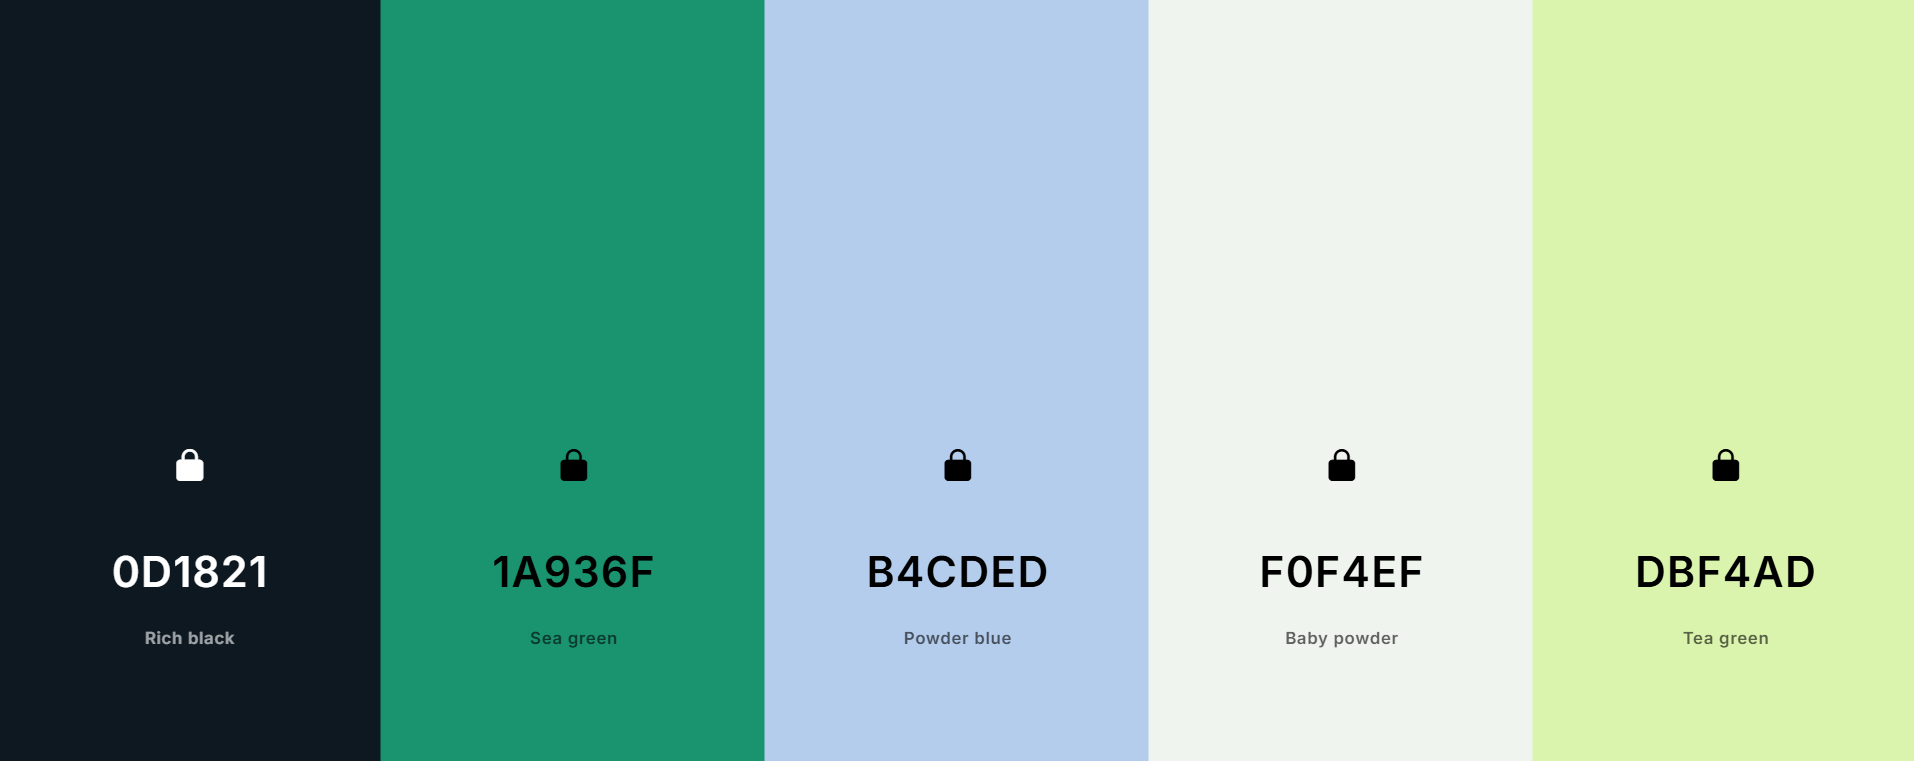 0D1821
Rich black
1A936F
Sea green
B4CDED
Powder blue
F0F4EF
Baby powder
DBF4AD
Tea green